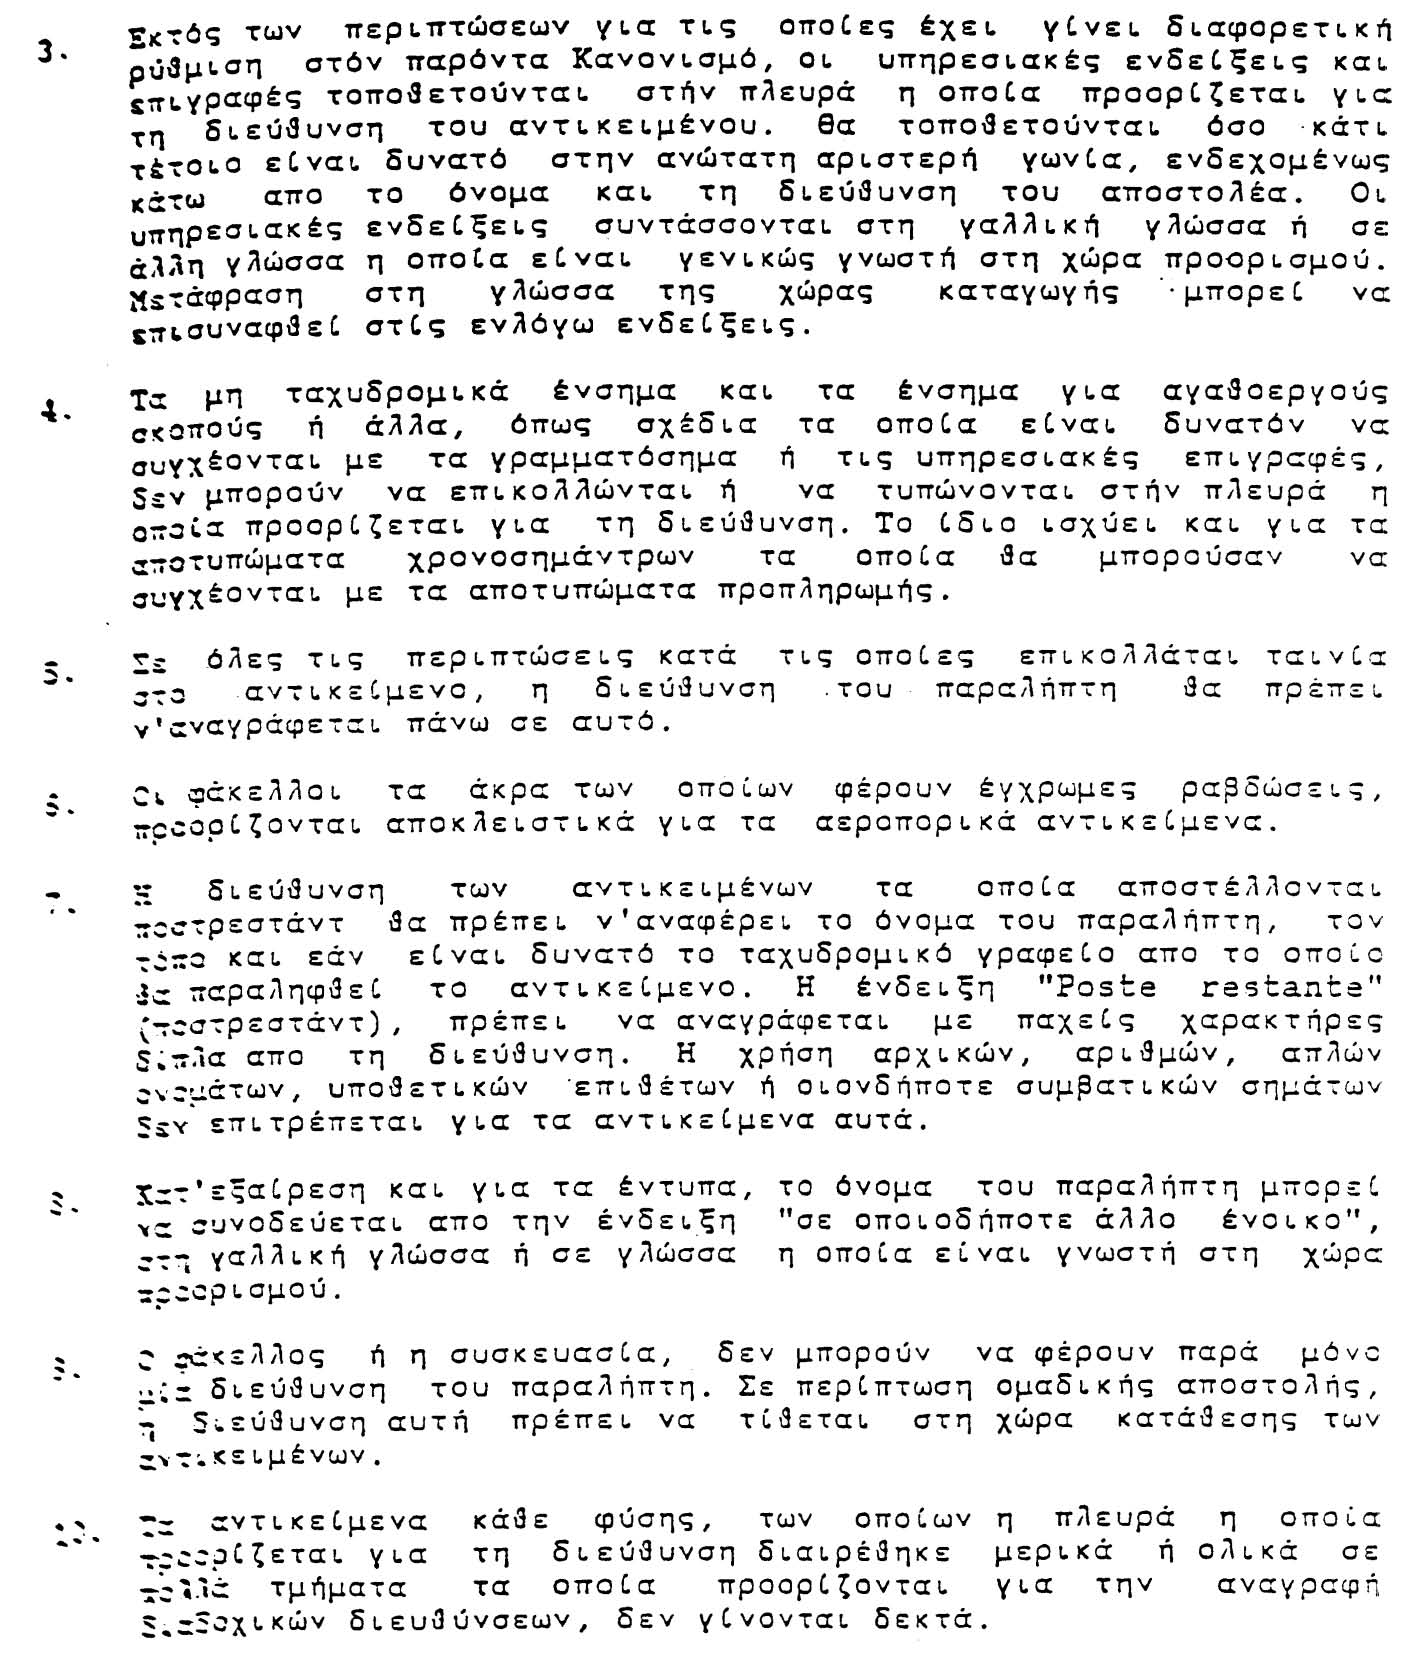 3. Εκτός των περιπτώσεων για τις οποίες έχει γίνει διαφορετική
ρύθμιση στόν παρόντα Κανονισμό, οι υπηρεσιακές ενδείξεις και
επιγραφές τοποθετούνται στήν πλευρά η οποία προορίζεται για
τη διεύθυνση του αντικειμένου. Θα τοποθετούνται όσο κάτι
τέτοιο είναι δυνατό στην ανώτατη αριστερή γωνία, ενδεχομένως
κάτω απο το όνομα και τη διεύθυνση του αποστολέα. Οι
υπηρεσιακές ενδείξεις συντάσσονται στη γαλλική γλώσσα ή σε
άλλη γλώσσα η οποία είναι γενικώς γνωστή στη χώρα προορισμού.
Μετάφραση στη γλώσσα της χώρας καταγωγής μπορεί να
επισυναφθεί στίς ενλόγω ενδείξεις.
4. Τα μη ταχυδρομικά ένσημα και τα ένσημα για αγαθοεργούς
σκοπούς ή άλλα, όπως σχέδια τα οποία είναι δυνατόν να
συγχέονται με τα γραμματόσημα ή τις υπηρεσιακές επιγραφές,
δεν μπορούν να επικολλώνται ή να τυπώνονται στήν πλευρά η
οποία προορίζεται για τη διεύθυνση. Το ίδιο ισχύει και για τα
αποτυπώματα χρονοσημάντρων τα οποία θα μπορούσαν να
συγχέονται με τα αποτυπώματα προπληρωμής.
5. Σε όλες τις περιπτώσεις κατά τις οποίες επικολλάται ταινία
στο αντικείμενο, η διεύθυνση του παραλήπτη θα πρέπει
ν'αναγράφεται πάνω σε αυτό.
6. Οι φάκελλοι τα άκρα των οποίων φέρουν έγχρωμες ραβδώσεις,
προορίζονται αποκλειστικά για τα αεροπορικά αντικείμενα.
7. Η διεύθυνση των αντικειμένων τα οποία αποστέλλονται
ποστρεστάντ θα πρέπει ν'αναφέρει το όνομα του παραλήπτη, τον
τόπο και εάν είναι δυνατό το ταχυδρομικό γραφείο απο το οποίο
θα παραληφθεί το αντικείμενο. Η ένδειξη "Poste restante"
(ποστρεστάντ), πρέπει να αναγράφεται με παχείς χαρακτήρες
δίπλα απο τη διεύθυνση. Η χρήση αρχικών, αριθμών, απλών
ονομάτων, υποθετικών επιθέτων ή οιονδήποτε συμβατικών σημάτων
δεν επιτρέπεται για τα αντικείμενα αυτά.
8. Κατ'εξαίρεση και για τα έντυπα, το όνομα του παραλήπτη μπορεί
να συνοδεύεται απο την ένδειξη "σε οποιοδήποτε άλλο ένοικο",
στη γαλλική γλώσσα ή σε γλώσσα η οποία είναι γνωστή στη χώρα
προορισμού.
9. Ο φάκελλος ή η συσκευασία, δεν μπορούν να φέρουν παρά μόνο
μία διεύθυνση του παραλήπτη. Σε περίπτωση ομαδικής αποστολής,
η διεύθυνση αυτή πρέπει να τίθεται στη χώρα κατάθεσης των
αντικειμένων.
10. Τα αντικείμενα κάθε φύσης, των οποίων η πλευρά η οποία
προορίζεται για τη διεύθυνση διαιρέθηκε μερικά ή ολικά σε
πολλά τμήματα τα οποία προορίζονται για την αναγραφή
διαδοχικών διευθύνσεων, δεν γίνονται δεκτά.